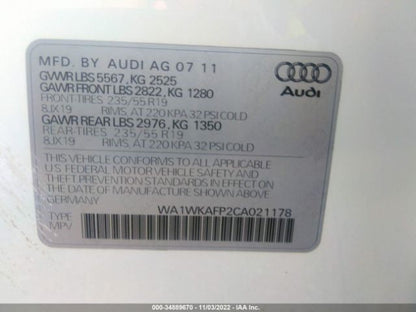 MFD. BY AUDI AG 07 11
GVWR LBS 5567, KG 2525
GAWR FRONT LBS 2822, KG 1280
FRONT-TIRES 235/55 R19
8JX19 RIMS AT 220 KPA 32 PSI COLD
GAWR REAR LBS 2976, KG 1350
REAR-TIRES 235/55 R19
8JX19 RIMS, AT 220 KPA 32 PSI COLD
THIS VEHICLE CONFORMS TO ALL APPLICABLE
U.S FEDERAL MOTOR VEHICLE SAFETY, BUMPER, AND
THEFT PREVENTION STANDARDS IN EFFECT ON THE
DATE OF MANUFACTURE SHOWN ABOVE.
WA1WKAFP2CA021178
TYPE
MPV
Audi
000-34889670 11/03/2022 - Copyright © IAA, LLC